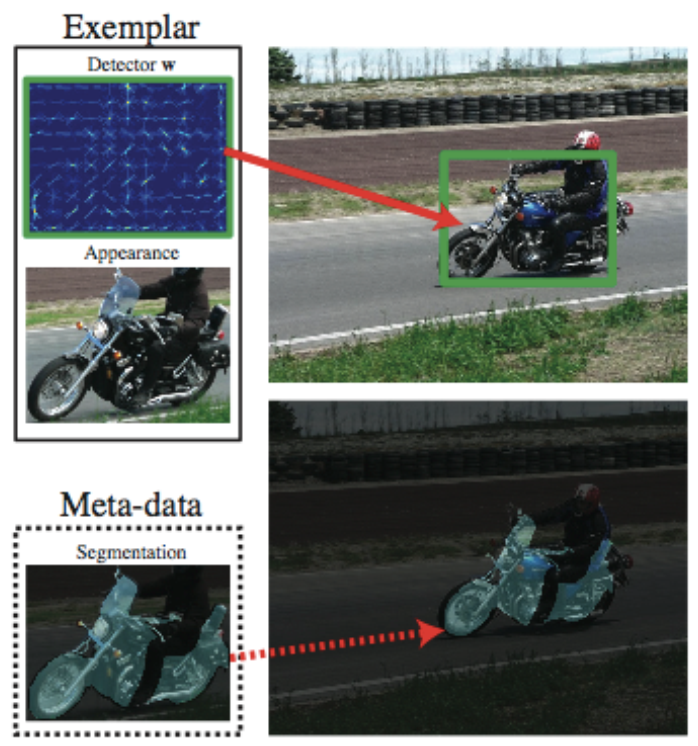 Exemplar
Detector w
Appearance
Meta-data
Segmentation